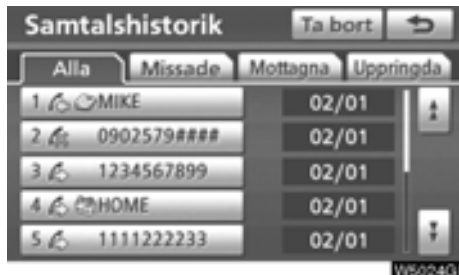 Samtalshistorik Ta bort
Alla Missade Mottagna Uppringda
1 MIKE 02/01
2 0902579#### 02/01
3 1234567899 02/01
4 HOME 02/01
5 1111222233 02/01
W5024G